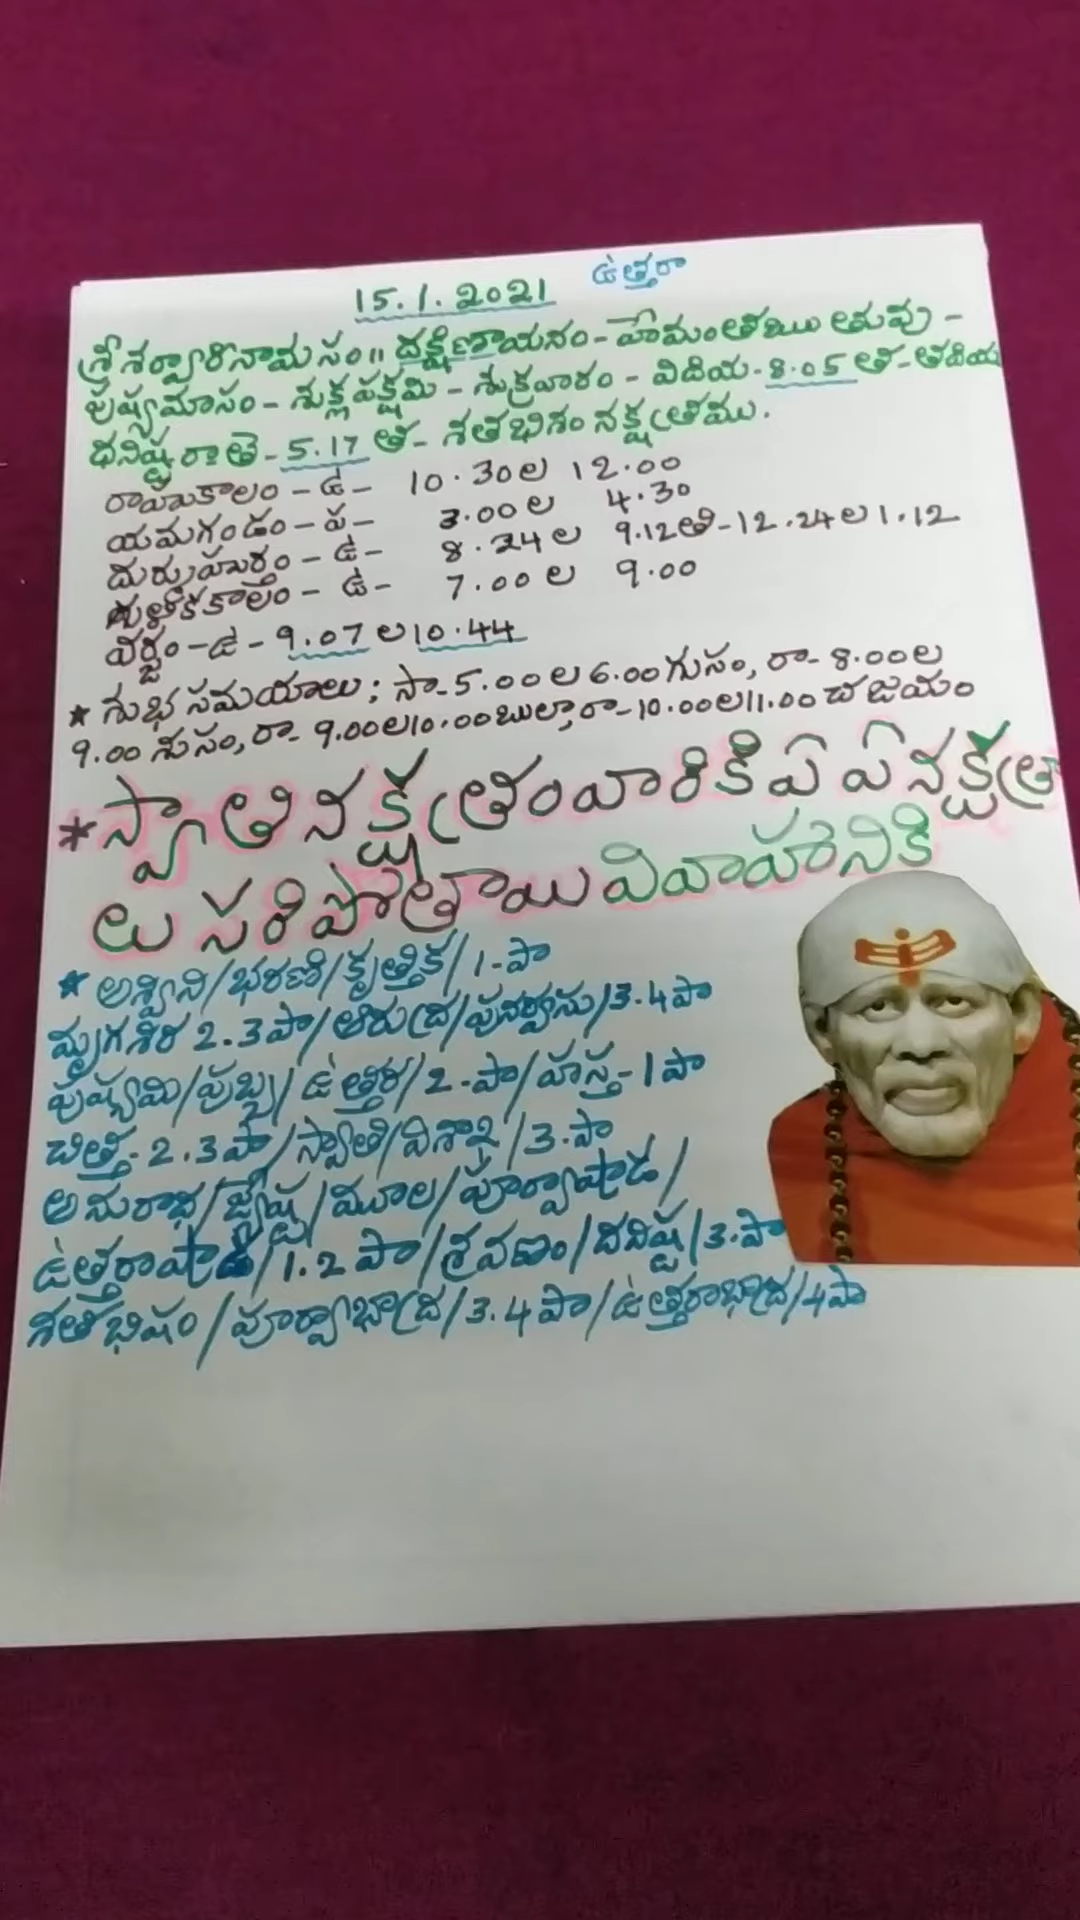 15.1.2021 ఉత్తరా
శ్రీ శర్వారి నామ సం॥ దక్షిణాయనం - హేమంతఋతువు -
పుష్యమాసం - శుక్ల పక్షమి - శుక్రవారం - విదియ - 8.05 త - తదియ
ధనిష్ట రా తె - 5.17 త - శతభిశం నక్షత్రము.
రాహుకాలం - ఉ - 10.30 ల 12.00
యమగండం - ప - 3.00 ల 4.30
దుర్ముహుర్తం - ఉ - 8.24 ల 9.12 తి - 12.24 ల 1.12
శుళికకాలం - ఉ - 7.00 ల 9.00
వర్జం - ఉ - 9.07 ల 10.44
* శుభ సమయాలు; సా - 5.00 ల 6.00 గుసం, రా - 8.00 ల
9.00 శుసం, రా - 9.00 ల 10.00 బులా, రా - 10.00 ల 11.00 చ జయం
* స్వాతి నక్షత్రం వారికి ఏ ఏ నక్షత్రా
లు సరిపోతాయి వివాహానికి
* అశ్విని / భరణి / కృత్తిక / 1 - పా
మృగశిర 2.3 పా / ఆరుద్ర / పునర్వసు / 3.4 పా
పుష్యమి / పుబ్బ / ఉత్తర / 2 - పా / హస్త - 1 పా
చిత్త - 2.3 పా / స్వాతి / విశాఖ / 3 - పా
అనురాధ / జ్యేష్ట / మూల / పూర్వాషాడ /
ఉత్తరాషాడ / 1.2 పా / శ్రవణం / దనిష్ట / 3 - పా
శతభిషం / పూర్వాభాద్ర / 3.4 పా / ఉత్తరాభాద్ర / 4 పా